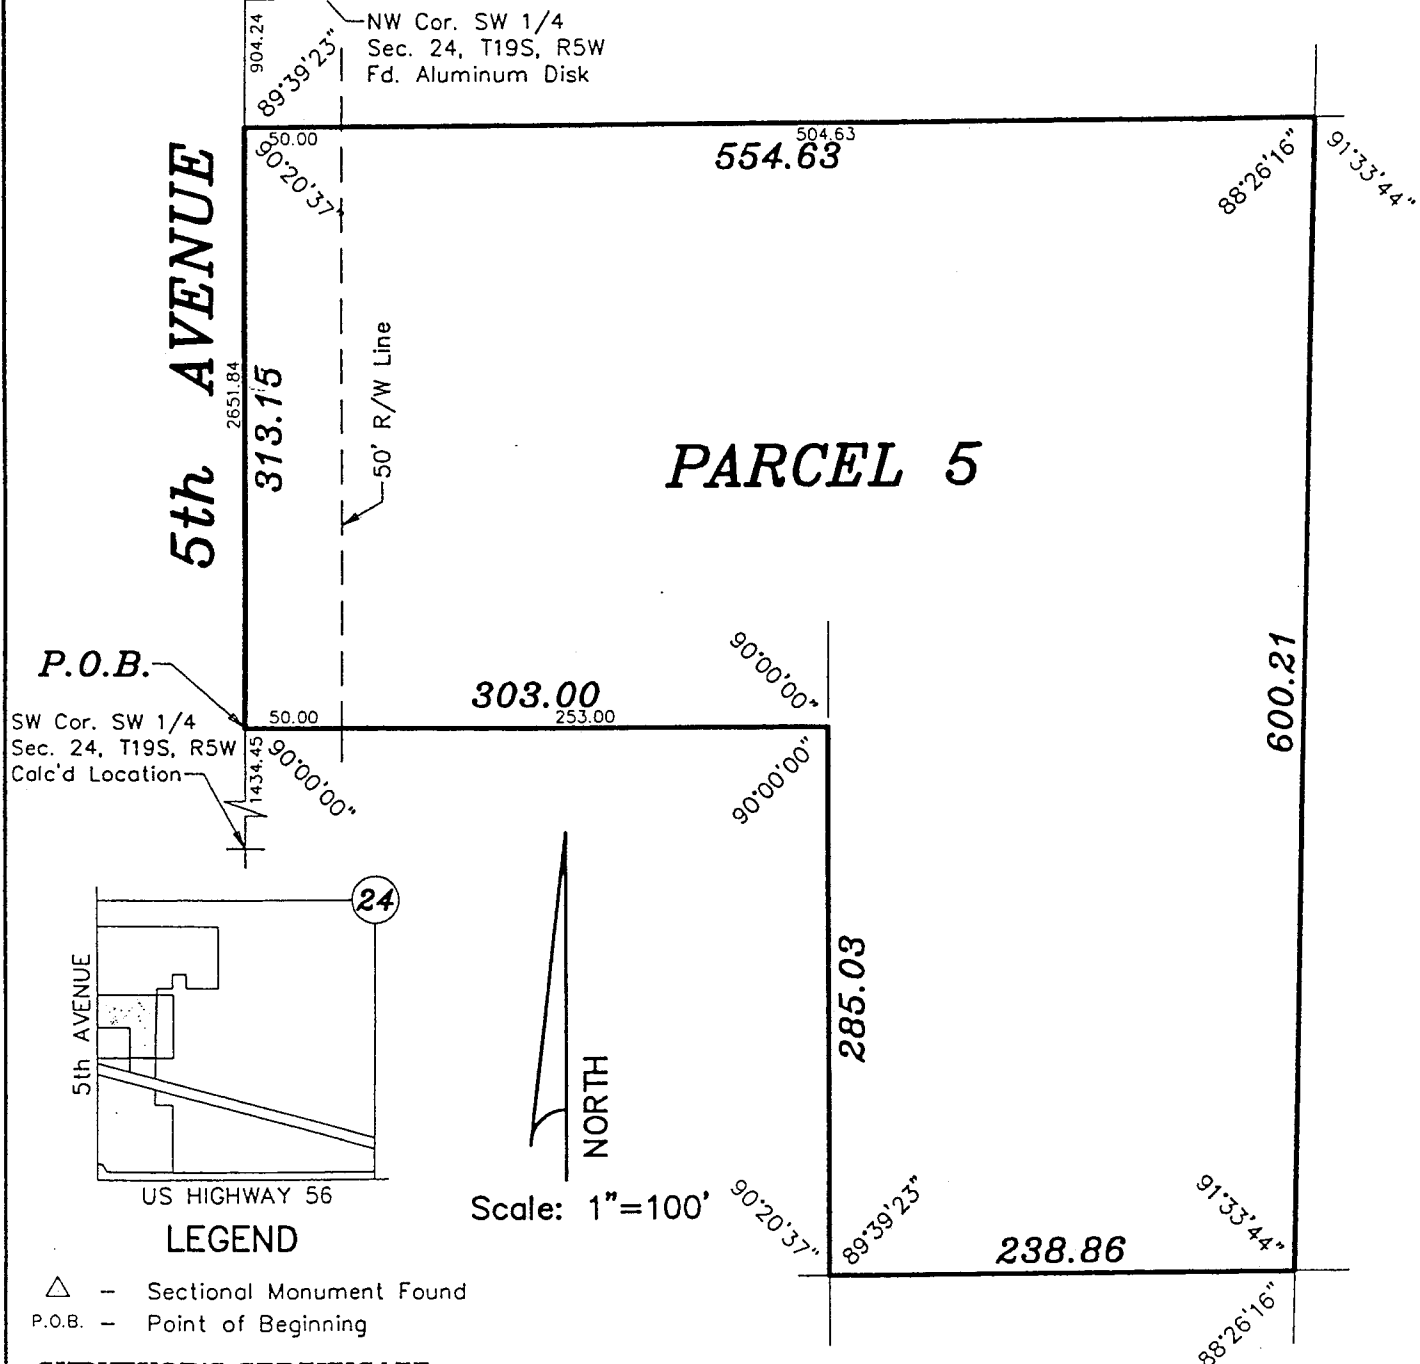 904.24
89°39'23"
NW Cor. SW 1/4
Sec. 24, T19S, R5W
Fd. Aluminum Disk
50.00
90°20'37"
504.63
554.63
88°26'16"
91°33'44"
5th AVENUE
2651.84
313.15
50' R/W Line
PARCEL 5
P.O.B.
303.00
50.00
253.00
90°00'00"
600.21
SW Cor. SW 1/4
Sec. 24, T19S, R5W
Calc'd Location
1434.45
90°00'00"
90°00'00"
24
5th AVENUE
US HIGHWAY 56
285.03
NORTH
Scale: 1"=100'
90°20'37"
89°39'23"
238.86
91°33'44"
88°26'16"
LEGEND
△ - Sectional Monument Found
P.O.B. - Point of Beginning